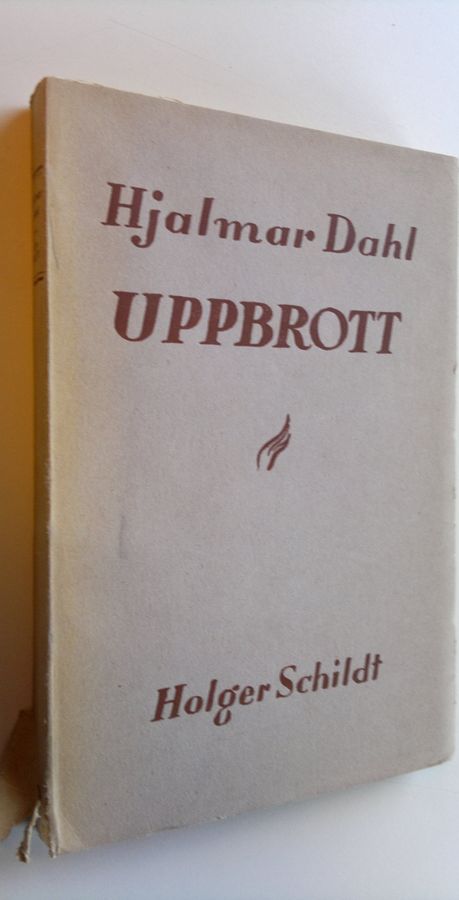 Hjalmar Dahl
UPPBROTT
Holger Schildt